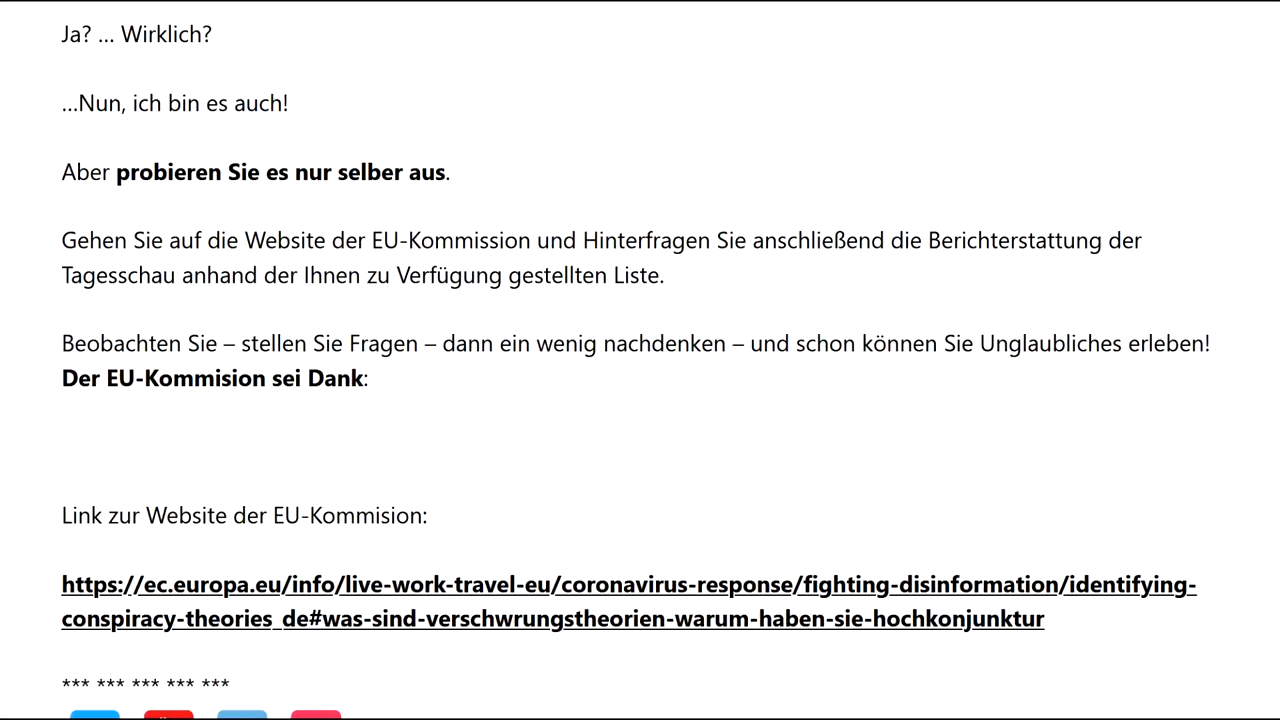 Ja? ... Wirklich?
...Nun, ich bin es auch!
Aber probieren Sie es nur selber aus.
Gehen Sie auf die Website der EU-Kommission und Hinterfragen Sie anschließend die Berichterstattung der
Tagesschau anhand der Ihnen zu Verfügung gestellten Liste.
Beobachten Sie – stellen Sie Fragen – dann ein wenig nachdenken – und schon können Sie Unglaubliches erleben!
Der EU-Kommision sei Dank:
Link zur Website der EU-Kommision:
https://ec.europa.eu/info/live-work-travel-eu/coronavirus-response/fighting-disinformation/identifying-
conspiracy-theories_de#was-sind-verschwrungstheorien-warum-haben-sie-hochkonjunktur
*** *** *** *** ***